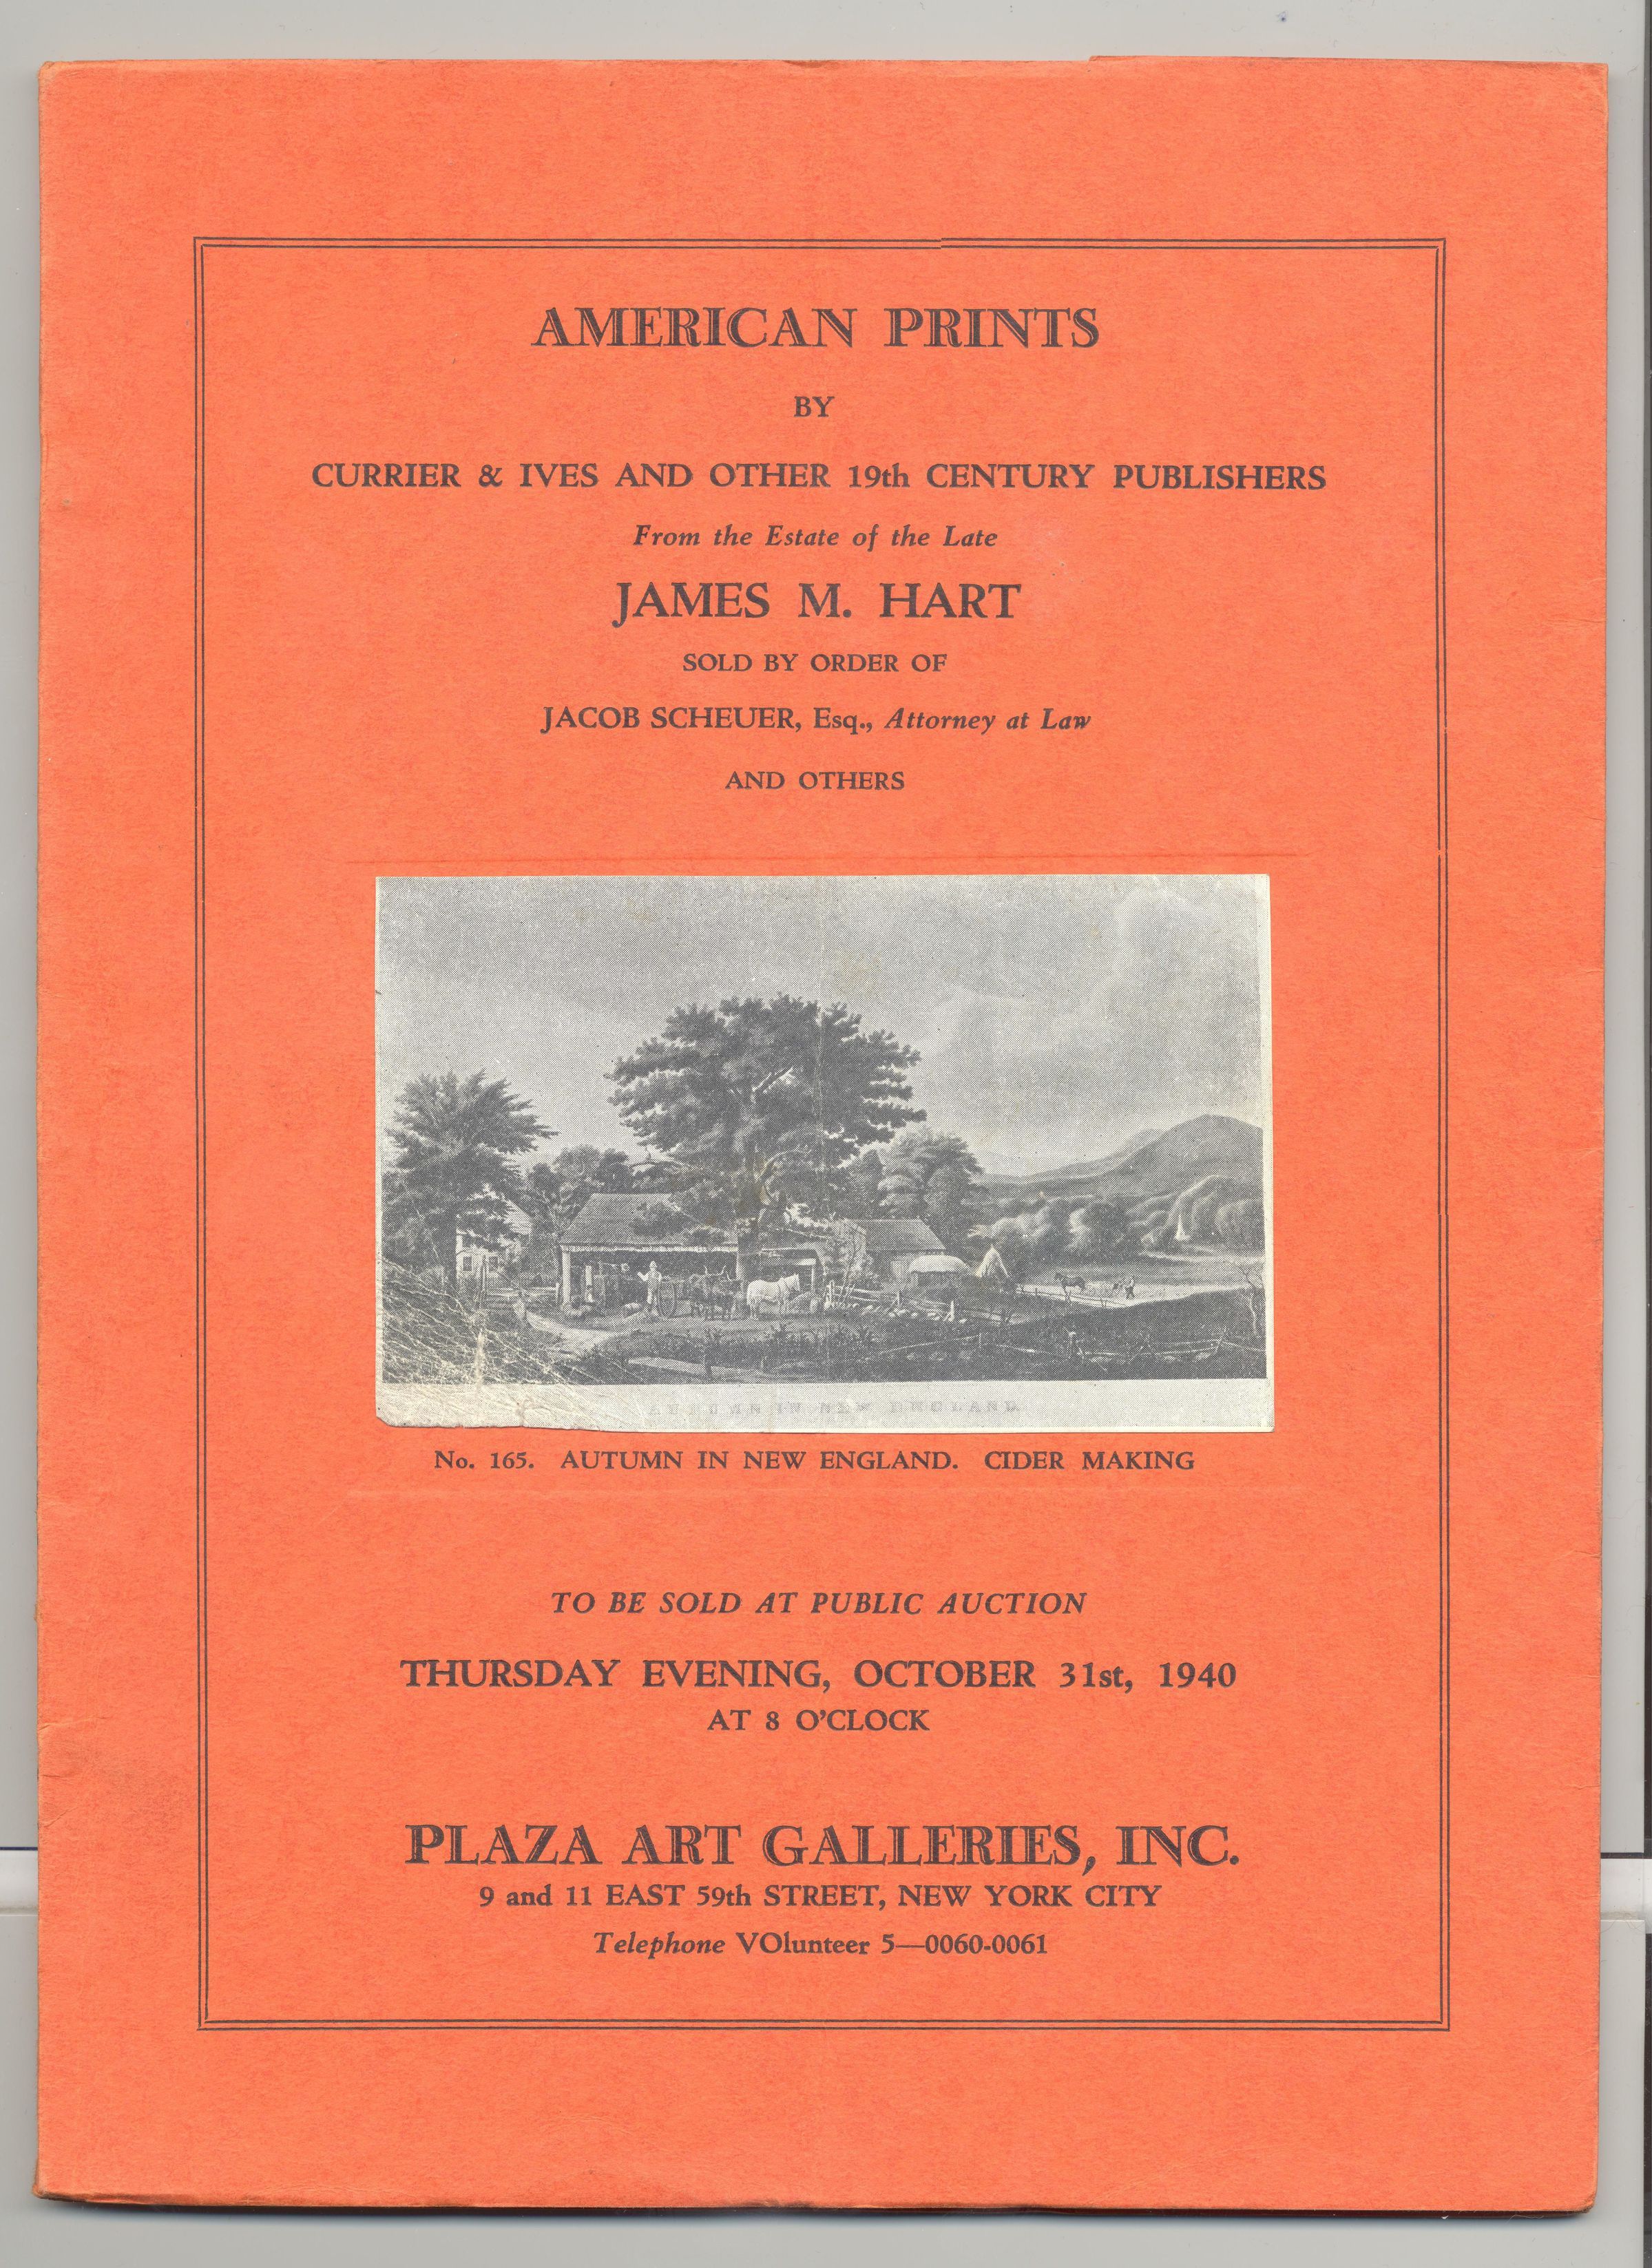 AMERICAN PRINTS
BY
CURRIER & IVES AND OTHER 19th CENTURY PUBLISHERS
From the Estate of the Late
JAMES M. HART
SOLD BY ORDER OF
JACOB SCHEUER, Esq., Attorney at Law
AND OTHERS
AUTUMN IN NEW ENGLAND
No. 165. AUTUMN IN NEW ENGLAND. CIDER MAKING
TO BE SOLD AT PUBLIC AUCTION
THURSDAY EVENING, OCTOBER 31st, 1940
AT 8 O'CLOCK
PLAZA ART GALLERIES, INC.
9 and 11 EAST 59th STREET, NEW YORK CITY
Telephone VOlunteer 5—0060-0061